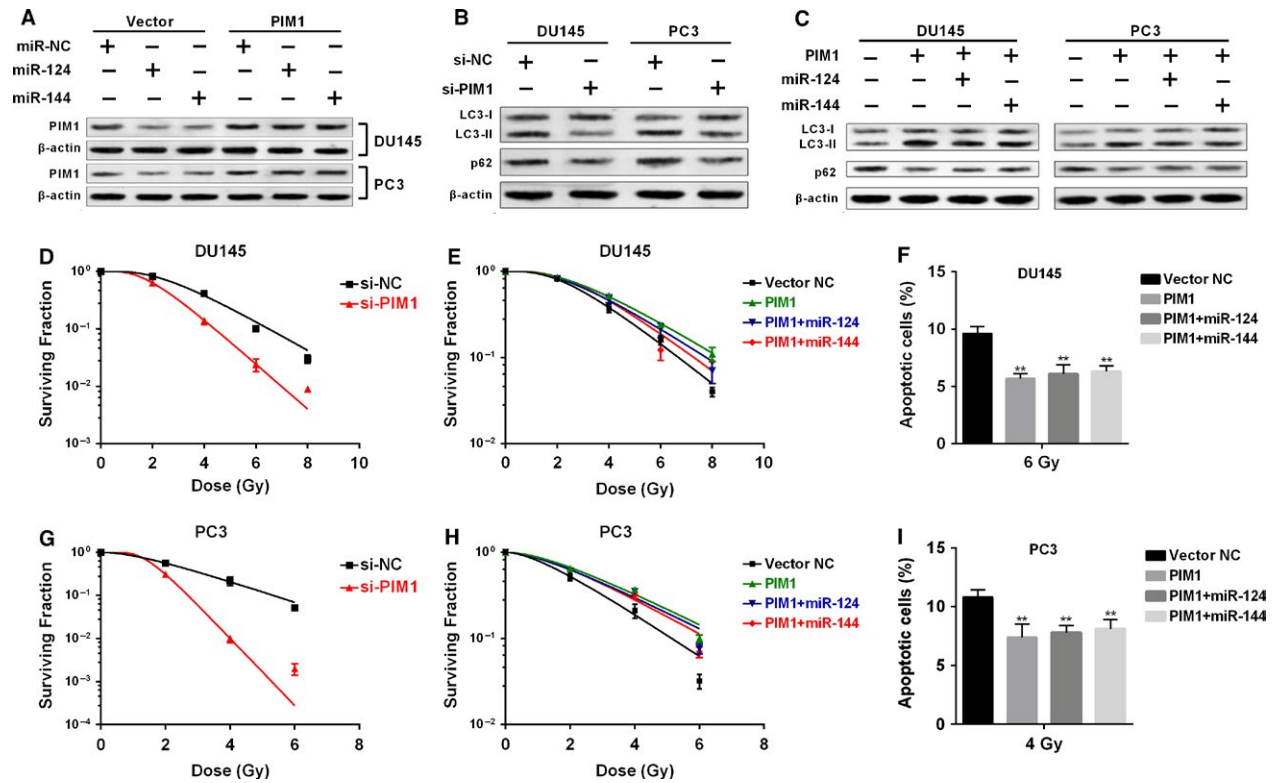 A
Vector PIM1
miR-NC + – – + – –
miR-124 – + – – + –
miR-144 – – + – – +
PIM1
β-actin
DU145
PIM1
β-actin
PC3
B
DU145 PC3
si-NC + – + –
si-PIM1 – + – +
LC3-I
LC3-II
p62
β-actin
C
DU145 PC3
PIM1 – + + + – + + +
miR-124 – – + – – – + –
miR-144 – – – + – – – +
LC3-I
LC3-II
p62
β-actin
D
DU145
Surviving Fraction
10⁰
10⁻¹
10⁻²
10⁻³
0 2 4 6 8 10
Dose (Gy)
si-NC
si-PIM1
E
DU145
Surviving Fraction
10⁰
10⁻¹
10⁻²
0 2 4 6 8 10
Dose (Gy)
Vector NC
PIM1
PIM1+miR-124
PIM1+miR-144
F
DU145
Apoptotic cells (%)
15
10
5
0
** ** **
6 Gy
Vector NC
PIM1
PIM1+miR-124
PIM1+miR-144
G
PC3
Surviving Fraction
10⁰
10⁻¹
10⁻²
10⁻³
10⁻⁴
0 2 4 6 8
Dose (Gy)
si-NC
si-PIM1
H
PC3
Surviving Fraction
10⁰
10⁻¹
10⁻²
0 2 4 6 8
Dose (Gy)
Vector NC
PIM1
PIM1+miR-124
PIM1+miR-144
I
PC3
Apoptotic cells (%)
15
10
5
0
** ** **
4 Gy
Vector NC
PIM1
PIM1+miR-124
PIM1+miR-144